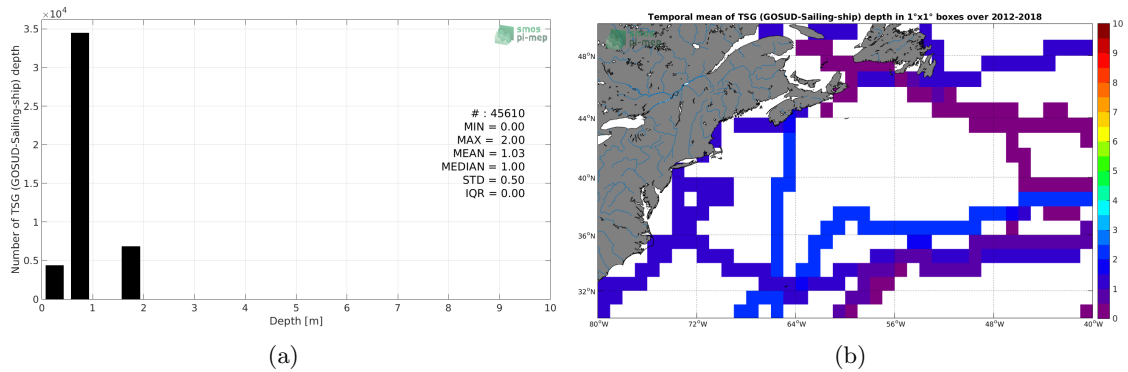 ×10⁴
3.5
3
2.5
2
1.5
1
0.5
0
Number of TSG (GOSUD-Sailing-ship) depth
smos
pi-mep
# : 45610
MIN = 0.00
MAX = 2.00
MEAN = 1.03
MEDIAN = 1.00
STD = 0.50
IQR = 0.00
0 1 2 3 4 5 6 7 8 9 10
Depth [m]
(a)
Temporal mean of TSG (GOSUD-Sailing-ship) depth in 1°x1° boxes over 2012-2018
smos
pi-mep
48°N
44°N
40°N
36°N
32°N
80°W 72°W 64°W 56°W 48°W 40°W
10
9
8
7
6
5
4
3
2
1
0
(b)